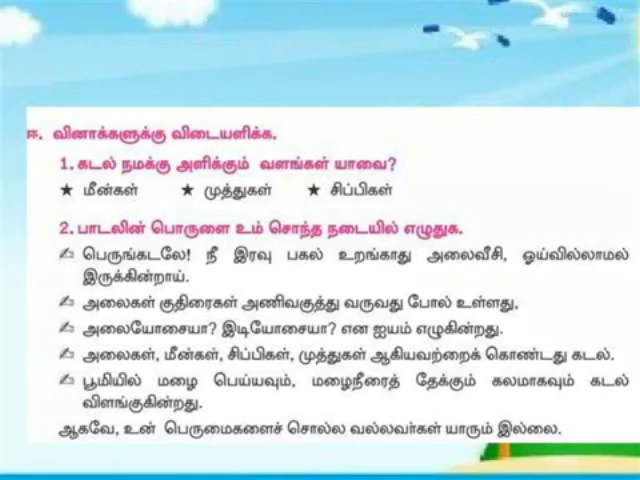 ஈ. வினாக்களுக்கு விடையளிக்க.
1. கடல் நமக்கு அளிக்கும் வளங்கள் யாவை?
★ மீன்கள் ★ முத்துகள் ★ சிப்பிகள்
2. பாடலின் பொருளை உம் சொந்த நடையில் எழுதுக.
✍ பெருங்கடலே! நீ இரவு பகல் உறங்காது அலைவீசி, ஓய்வில்லாமல்
இருக்கின்றாய்.
✍ அலைகள் குதிரைகள் அணிவகுத்து வருவது போல் உள்ளது,
✍ அலையோசையா? இடியோசையா? என ஐயம் எழுகின்றது.
✍ அலைகள், மீன்கள், சிப்பிகள், முத்துகள் ஆகியவற்றைக் கொண்டது கடல்.
✍ பூமியில் மழை பெய்யவும், மழைநீரைத் தேக்கும் கலமாகவும் கடல்
விளங்குகின்றது.
ஆகவே, உன் பெருமைகளைச் சொல்ல வல்லவர்கள் யாரும் இல்லை.